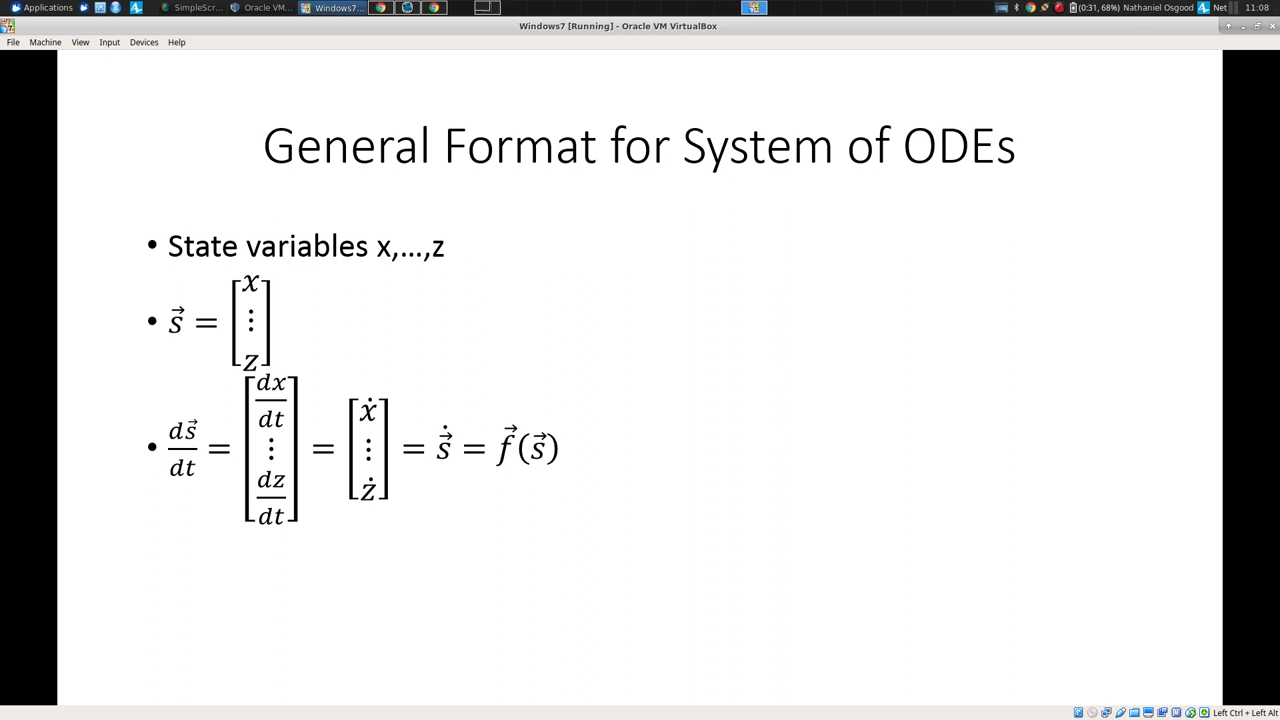 Applications SimpleScr... Oracle VM... Windows7... (0:31, 68%) Nathaniel Osgood Net 11:08
Windows7 [Running] - Oracle VM VirtualBox
File Machine View Input Devices Help
General Format for System of ODEs
• State variables x,...,z
• s⃗ = [x ⋮ z]
• ds⃗/dt = [dx/dt ⋮ dz/dt] = [ẋ ⋮ ż] = s⃗̇ = f⃗(s⃗)
Left Ctrl + Left Alt